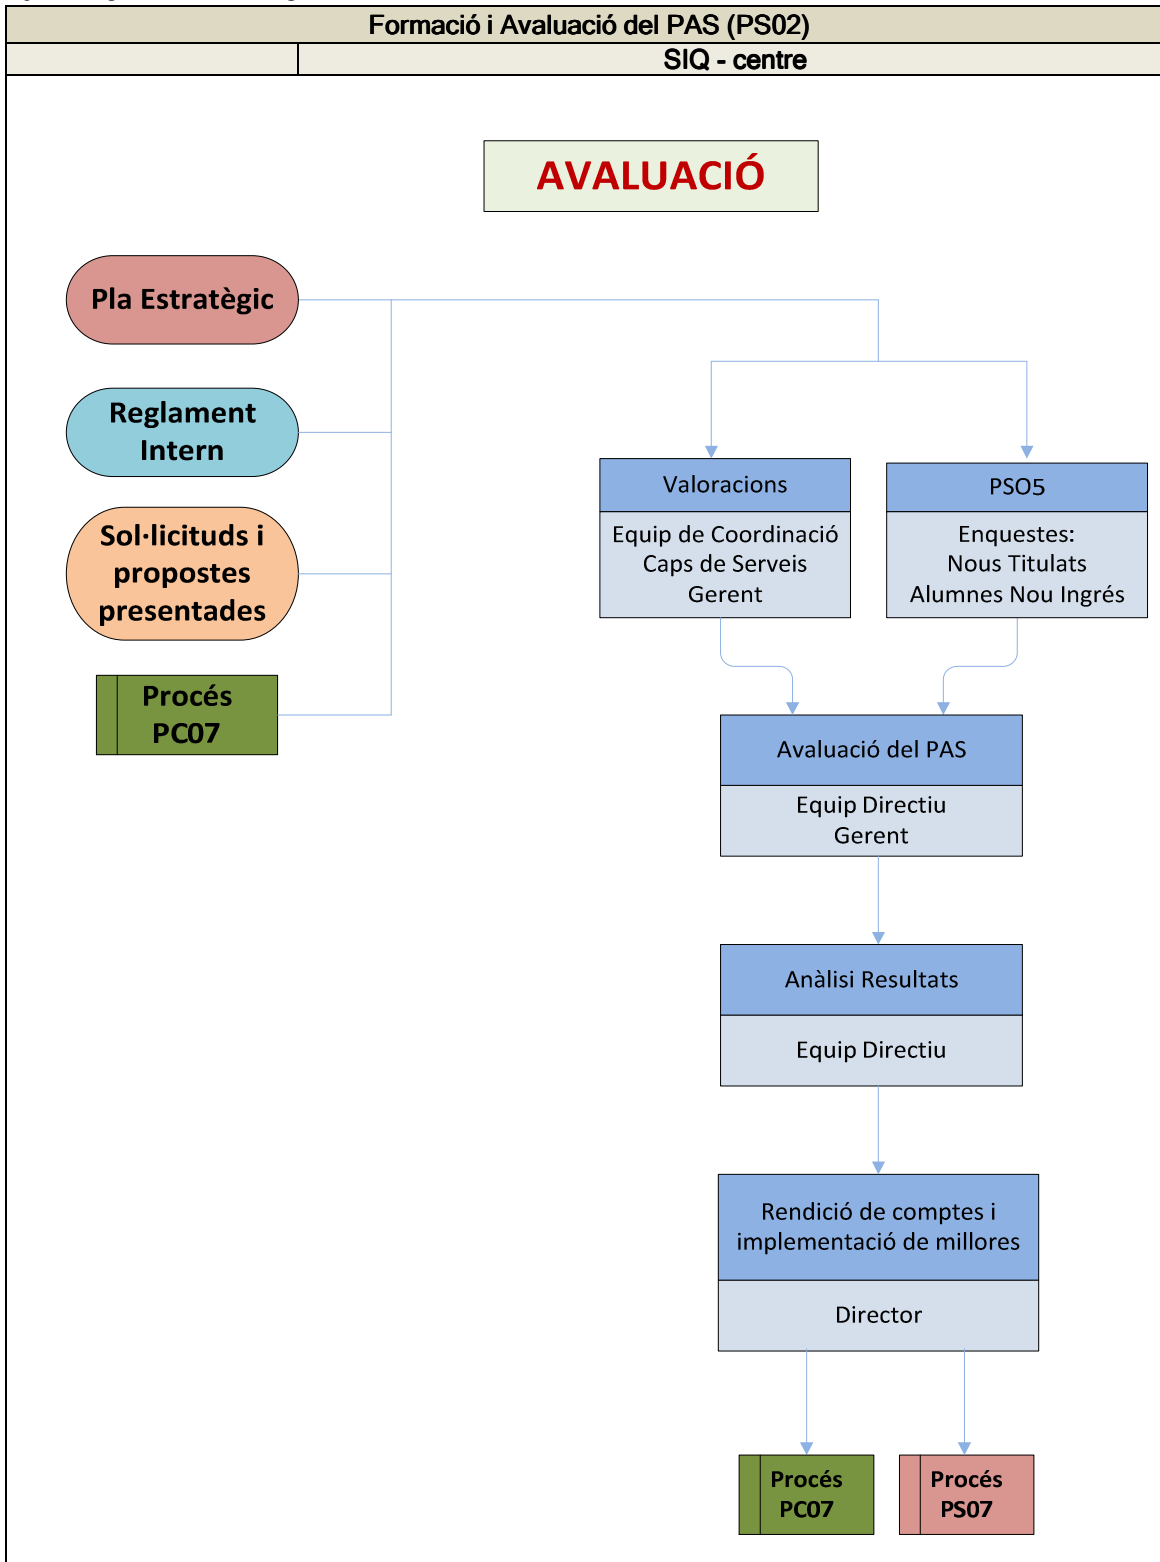 Formació i Avaluació del PAS (PS02)
SIQ - centre
AVALUACIÓ
Pla Estratègic
Reglament
Intern
Sol·licituds i
propostes
presentades
Procés
PC07
Valoracions
Equip de Coordinació
Caps de Serveis
Gerent
PSO5
Enquestes:
Nous Titulats
Alumnes Nou Ingrés
Avaluació del PAS
Equip Directiu
Gerent
Anàlisi Resultats
Equip Directiu
Rendició de comptes i
implementació de millores
Director
Procés
PC07
Procés
PS07